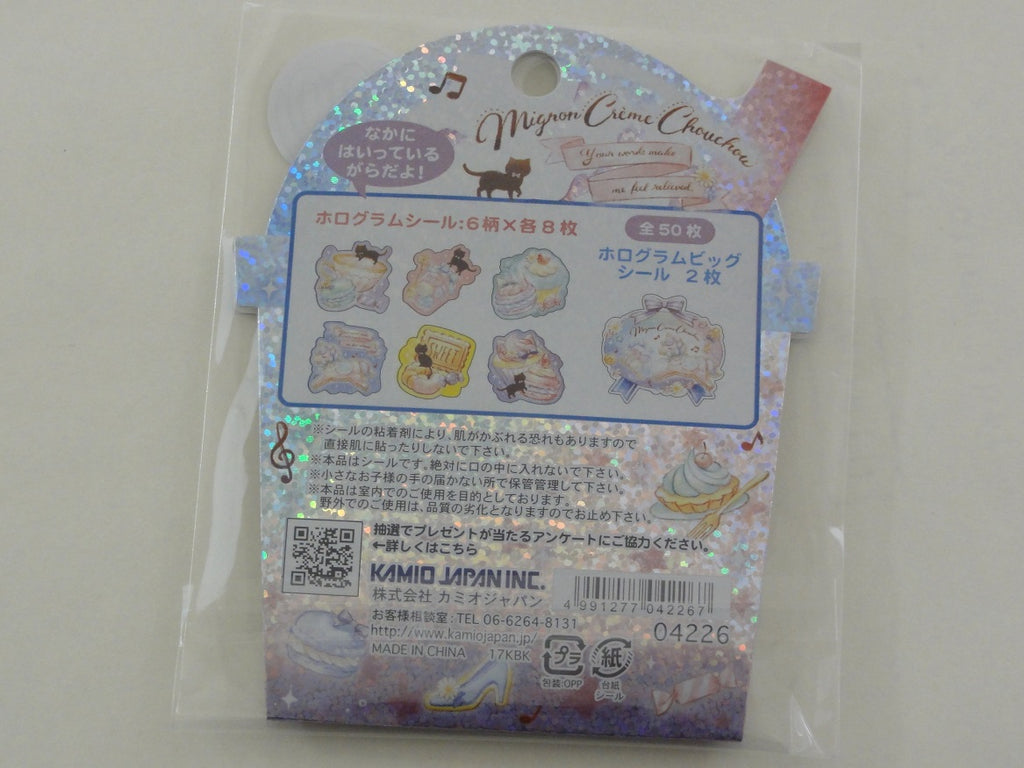 Mignon Crème Chouchou
Your words make
me feel relieved.
なかに
はいっている
がらだよ!
ホログラムシール:6柄×各8枚
全50枚
ホログラムビッグ
シール 2枚
SWEET
Mignon Crème Chouchou
※シールの粘着剤により、肌がかぶれる恐れもありますので
直接肌に貼ったりしないで下さい。
※本品はシールです。絶対に口の中に入れないで下さい。
※小さなお子様の手の届かない所で保管管理して下さい。
※本品は室内でのご使用を目的としております。
野外でのご使用は、品質の劣化となりますのでお止め下さい。
抽選でプレゼントが当たるアンケートにご協力ください。
←詳しくはこちら
KAMIO JAPAN INC.
株式会社 カミオジャパン
お客様相談室:TEL 06-6264-8131
http://www.kamiojapan.jp/
MADE IN CHINA 17KBK
4 991277 042267
04226
プラ
包装:OPP
紙
台紙
シール